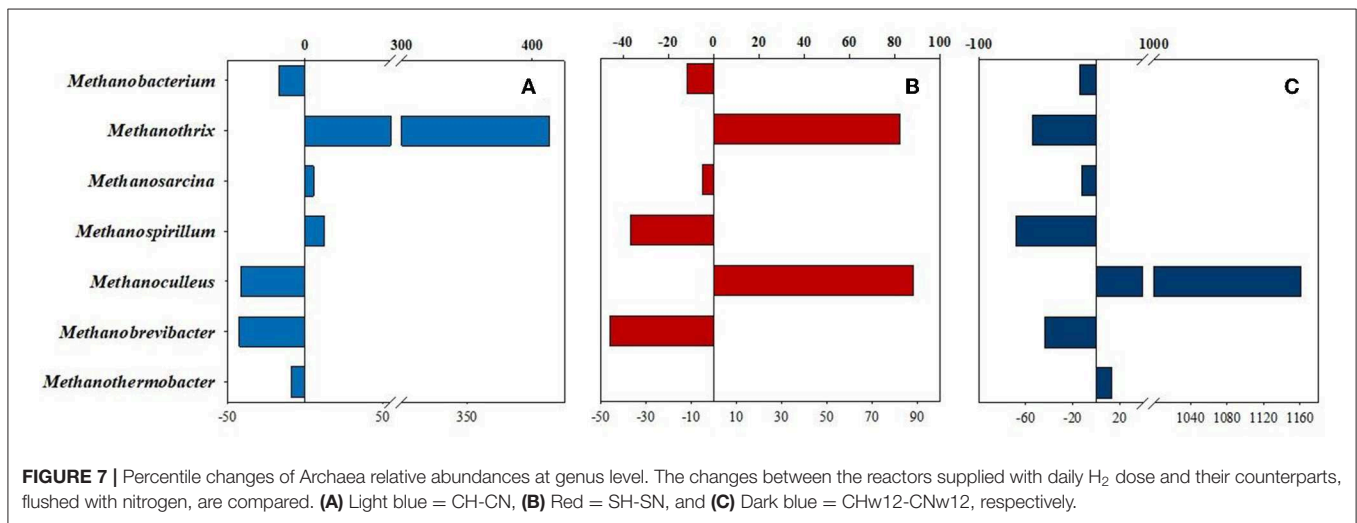 0 300 400
-40 -20 0 20 40 60 80 100
-100 1000
A
B
C
Methanobacterium
Methanothrix
Methanosarcina
Methanospirillum
Methanoculleus
Methanobrevibacter
Methanothermobacter
-50 50 350
-50 -30 -10 10 30 50 70 90
-60 -20 20 1040 1080 1120 1160
FIGURE 7 | Percentile changes of Archaea relative abundances at genus level. The changes between the reactors supplied with daily H₂ dose and their counterparts,
flushed with nitrogen, are compared. (A) Light blue = CH-CN, (B) Red = SH-SN, and (C) Dark blue = CHw12-CNw12, respectively.